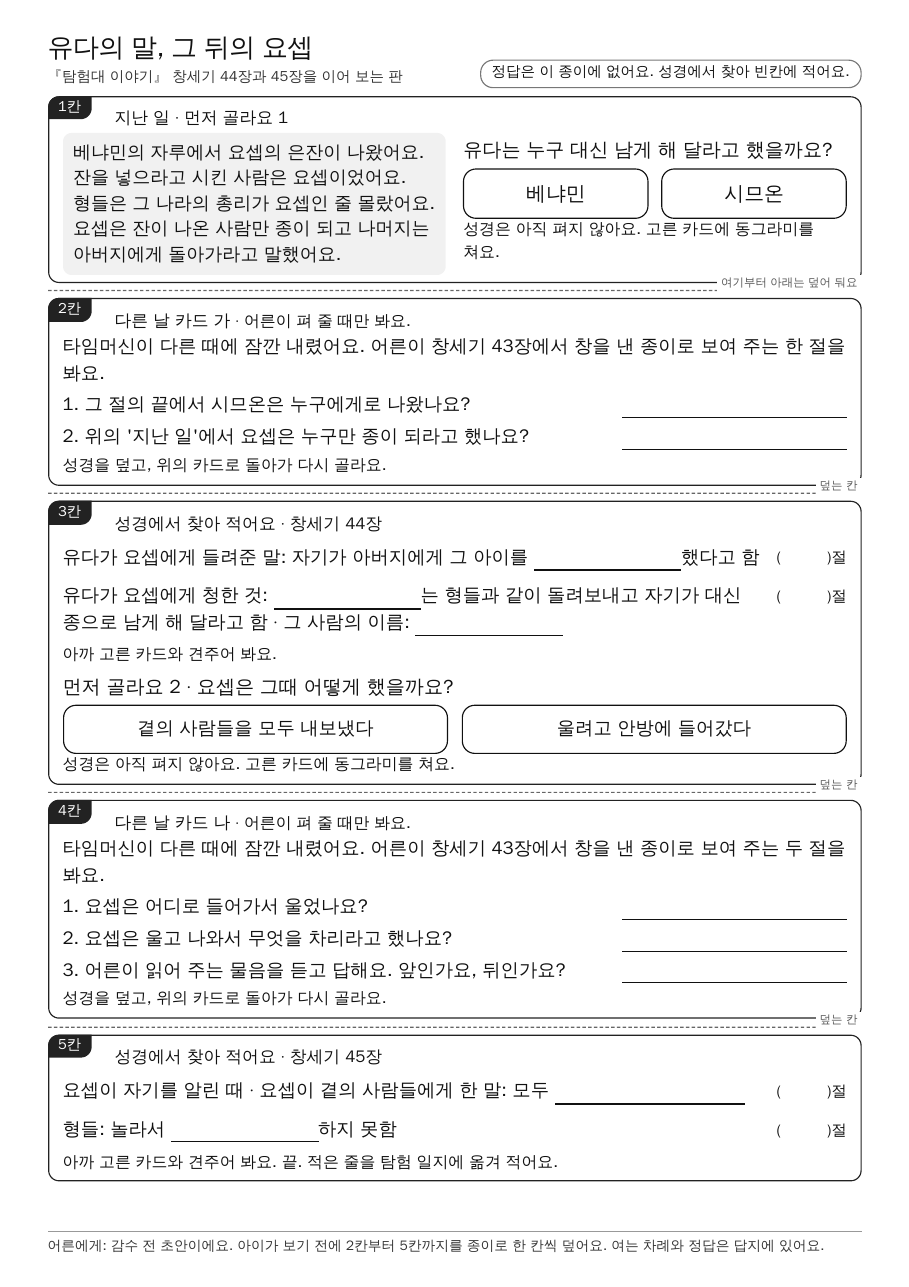 유다의 말, 그 뒤의 요셉
『탐험대 이야기』 창세기 44장과 45장을 이어 보는 판
정답은 이 종이에 없어요. 성경에서 찾아 빈칸에 적어요.
1칸
지난 일 · 먼저 골라요 1
베냐민의 자루에서 요셉의 은잔이 나왔어요.
잔을 넣으라고 시킨 사람은 요셉이었어요.
형들은 그 나라의 총리가 요셉인 줄 몰랐어요.
요셉은 잔이 나온 사람만 종이 되고 나머지는
아버지에게 돌아가라고 말했어요.
유다는 누구 대신 남게 해 달라고 했을까요?
베냐민
시므온
성경은 아직 펴지 않아요. 고른 카드에 동그라미를
쳐요.
여기부터 아래는 덮어 둬요
2칸
다른 날 카드 가 · 어른이 펴 줄 때만 봐요.
타임머신이 다른 때에 잠깐 내렸어요. 어른이 창세기 43장에서 창을 낸 종이로 보여 주는 한 절을
봐요.
1. 그 절의 끝에서 시므온은 누구에게로 나왔나요?
2. 위의 '지난 일'에서 요셉은 누구만 종이 되라고 했나요?
성경을 덮고, 위의 카드로 돌아가 다시 골라요.
덮는 칸
3칸
성경에서 찾아 적어요 · 창세기 44장
유다가 요셉에게 들려준 말: 자기가 아버지에게 그 아이를 ____________했다고 함 ( )절
유다가 요셉에게 청한 것: ____________는 형들과 같이 돌려보내고 자기가 대신 ( )절
종으로 남게 해 달라고 함 · 그 사람의 이름: ____________
아까 고른 카드와 견주어 봐요.
먼저 골라요 2 · 요셉은 그때 어떻게 했을까요?
곁의 사람들을 모두 내보냈다
울려고 안방에 들어갔다
성경은 아직 펴지 않아요. 고른 카드에 동그라미를 쳐요.
덮는 칸
4칸
다른 날 카드 나 · 어른이 펴 줄 때만 봐요.
타임머신이 다른 때에 잠깐 내렸어요. 어른이 창세기 43장에서 창을 낸 종이로 보여 주는 두 절을
봐요.
1. 요셉은 어디로 들어가서 울었나요?
2. 요셉은 울고 나와서 무엇을 차리라고 했나요?
3. 어른이 읽어 주는 물음을 듣고 답해요. 앞인가요, 뒤인가요?
성경을 덮고, 위의 카드로 돌아가 다시 골라요.
덮는 칸
5칸
성경에서 찾아 적어요 · 창세기 45장
요셉이 자기를 알린 때 · 요셉이 곁의 사람들에게 한 말: 모두 ____________ ( )절
형들: 놀라서 ____________하지 못함 ( )절
아까 고른 카드와 견주어 봐요. 끝. 적은 줄을 탐험 일지에 옮겨 적어요.
어른에게: 감수 전 초안이에요. 아이가 보기 전에 2칸부터 5칸까지를 종이로 한 칸씩 덮어요. 여는 차례와 정답은 답지에 있어요.